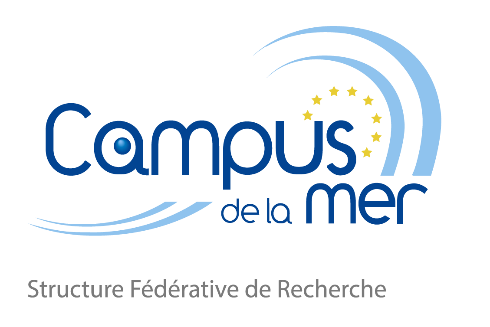 Campus
de la mer
Structure Fédérative de Recherche